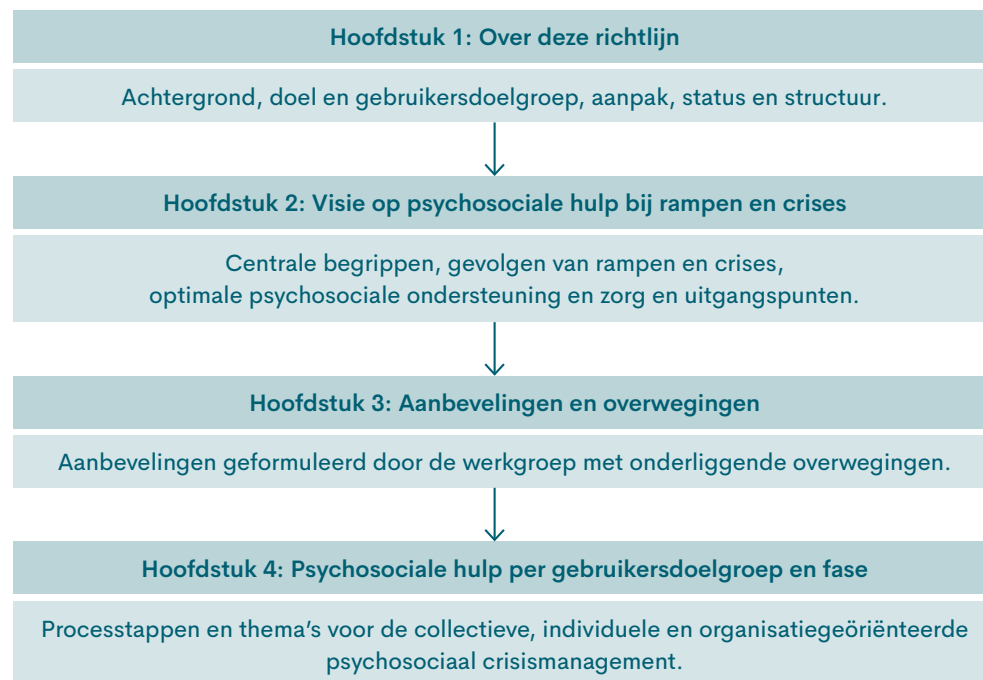 Hoofdstuk 1: Over deze richtlijn
Achtergrond, doel en gebruikersdoelgroep, aanpak, status en structuur.
Hoofdstuk 2: Visie op psychosociale hulp bij rampen en crises
Centrale begrippen, gevolgen van rampen en crises,
optimale psychosociale ondersteuning en zorg en uitgangspunten.
Hoofdstuk 3: Aanbevelingen en overwegingen
Aanbevelingen geformuleerd door de werkgroep met onderliggende overwegingen.
Hoofdstuk 4: Psychosociale hulp per gebruikersdoelgroep en fase
Processtappen en thema’s voor de collectieve, individuele en organisatiegeöriënteerde
psychosociaal crisismanagement.